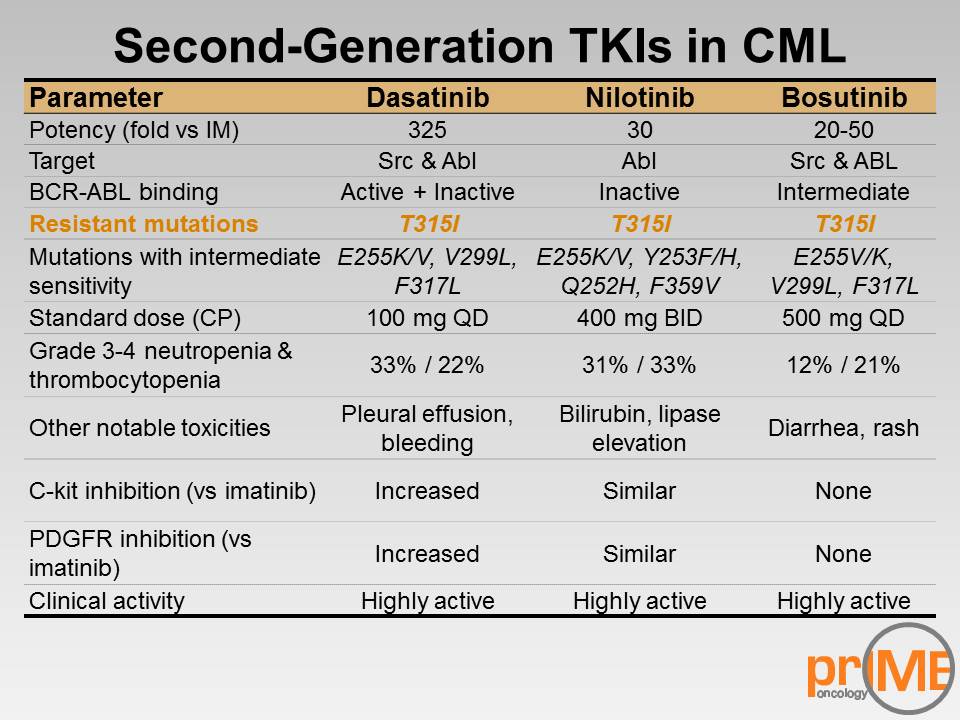 Second-Generation TKIs in CML
Parameter Dasatinib Nilotinib Bosutinib
Potency (fold vs IM) 325 30 20-50
Target Src & Abl Abl Src & ABL
BCR-ABL binding Active + Inactive Inactive Intermediate
Resistant mutations T315I T315I T315I
Mutations with intermediate E255K/V, V299L, E255K/V, Y253F/H, E255V/K,
sensitivity F317L Q252H, F359V V299L, F317L
Standard dose (CP) 100 mg QD 400 mg BID 500 mg QD
Grade 3-4 neutropenia &
thrombocytopenia 33% / 22% 31% / 33% 12% / 21%
Other notable toxicities Pleural effusion, Bilirubin, lipase Diarrhea, rash
bleeding elevation
C-kit inhibition (vs imatinib) Increased Similar None
PDGFR inhibition (vs
imatinib) Increased Similar None
Clinical activity Highly active Highly active Highly active
prIME
oncology